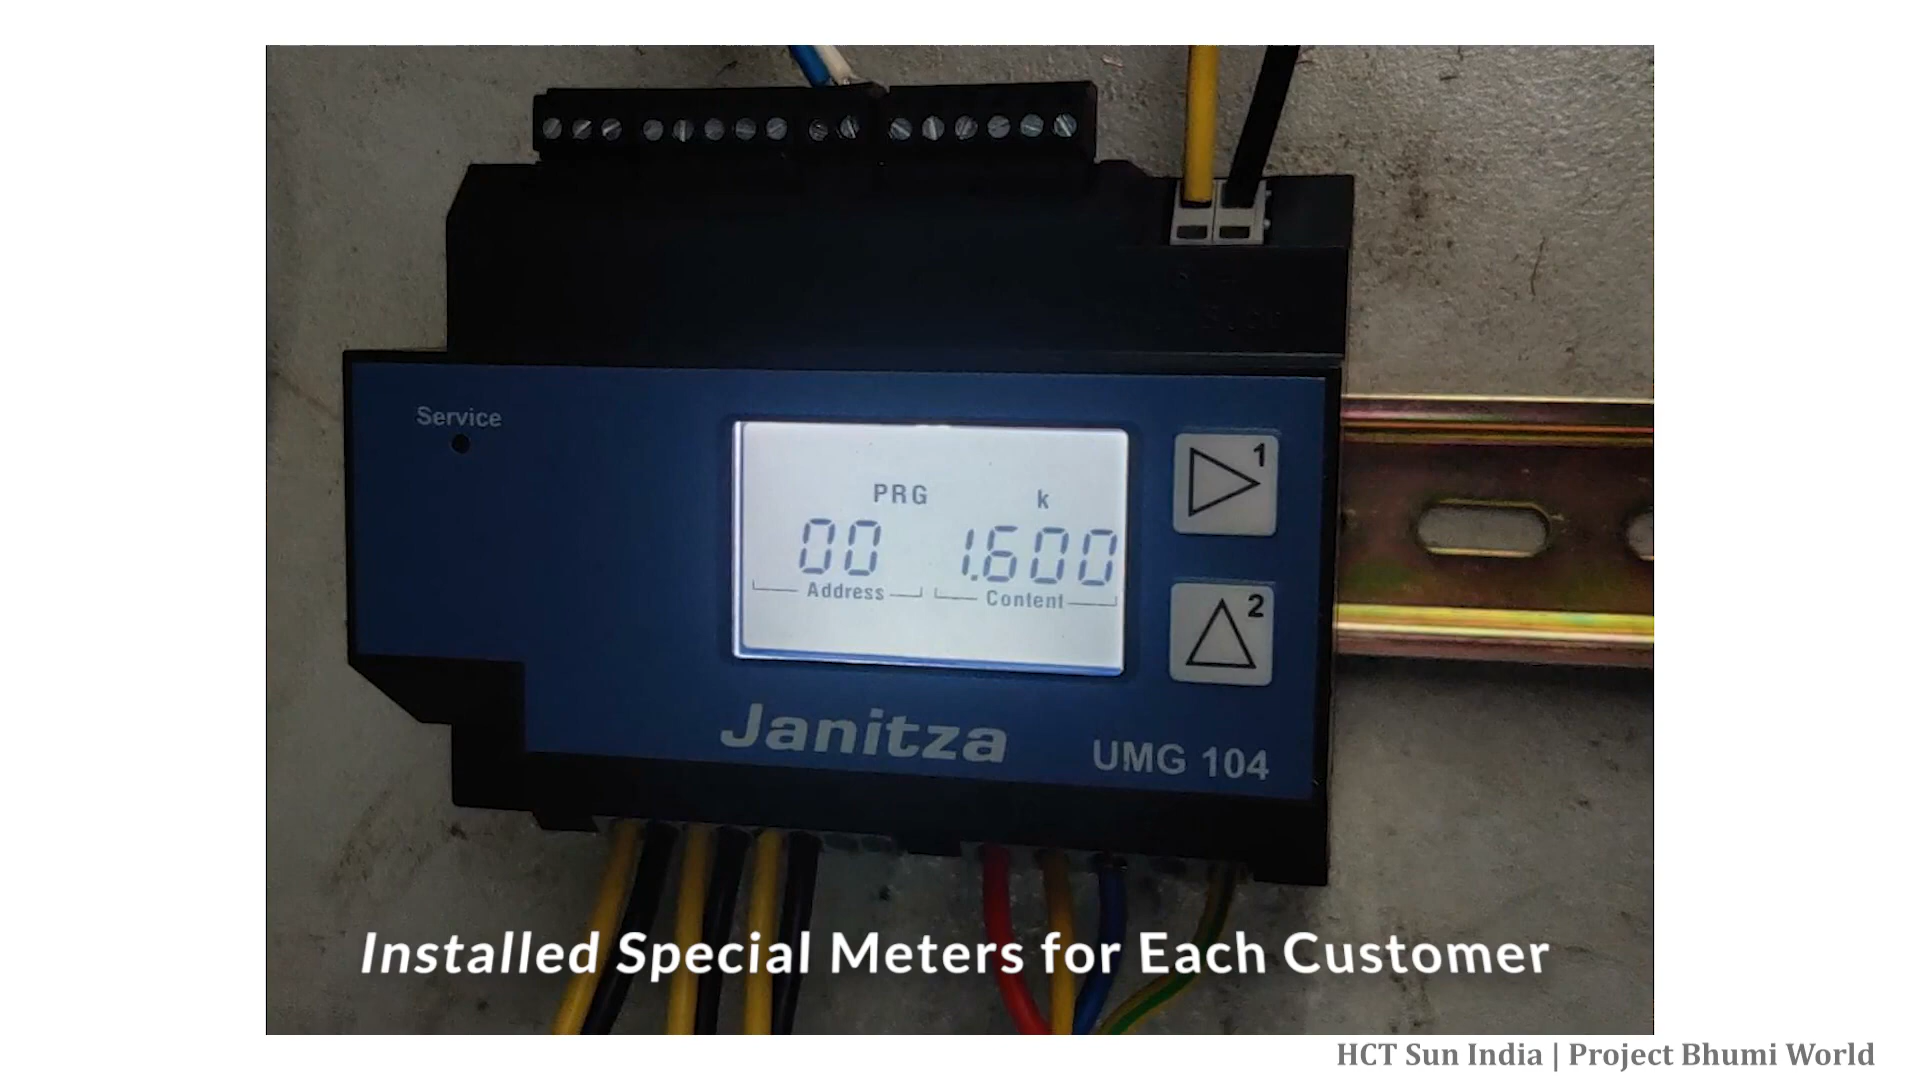 Service
PRG k
00 1.600
Address Content
1
2
Janitza
UMG 104
Installed Special Meters for Each Customer
HCT Sun India | Project Bhumi World